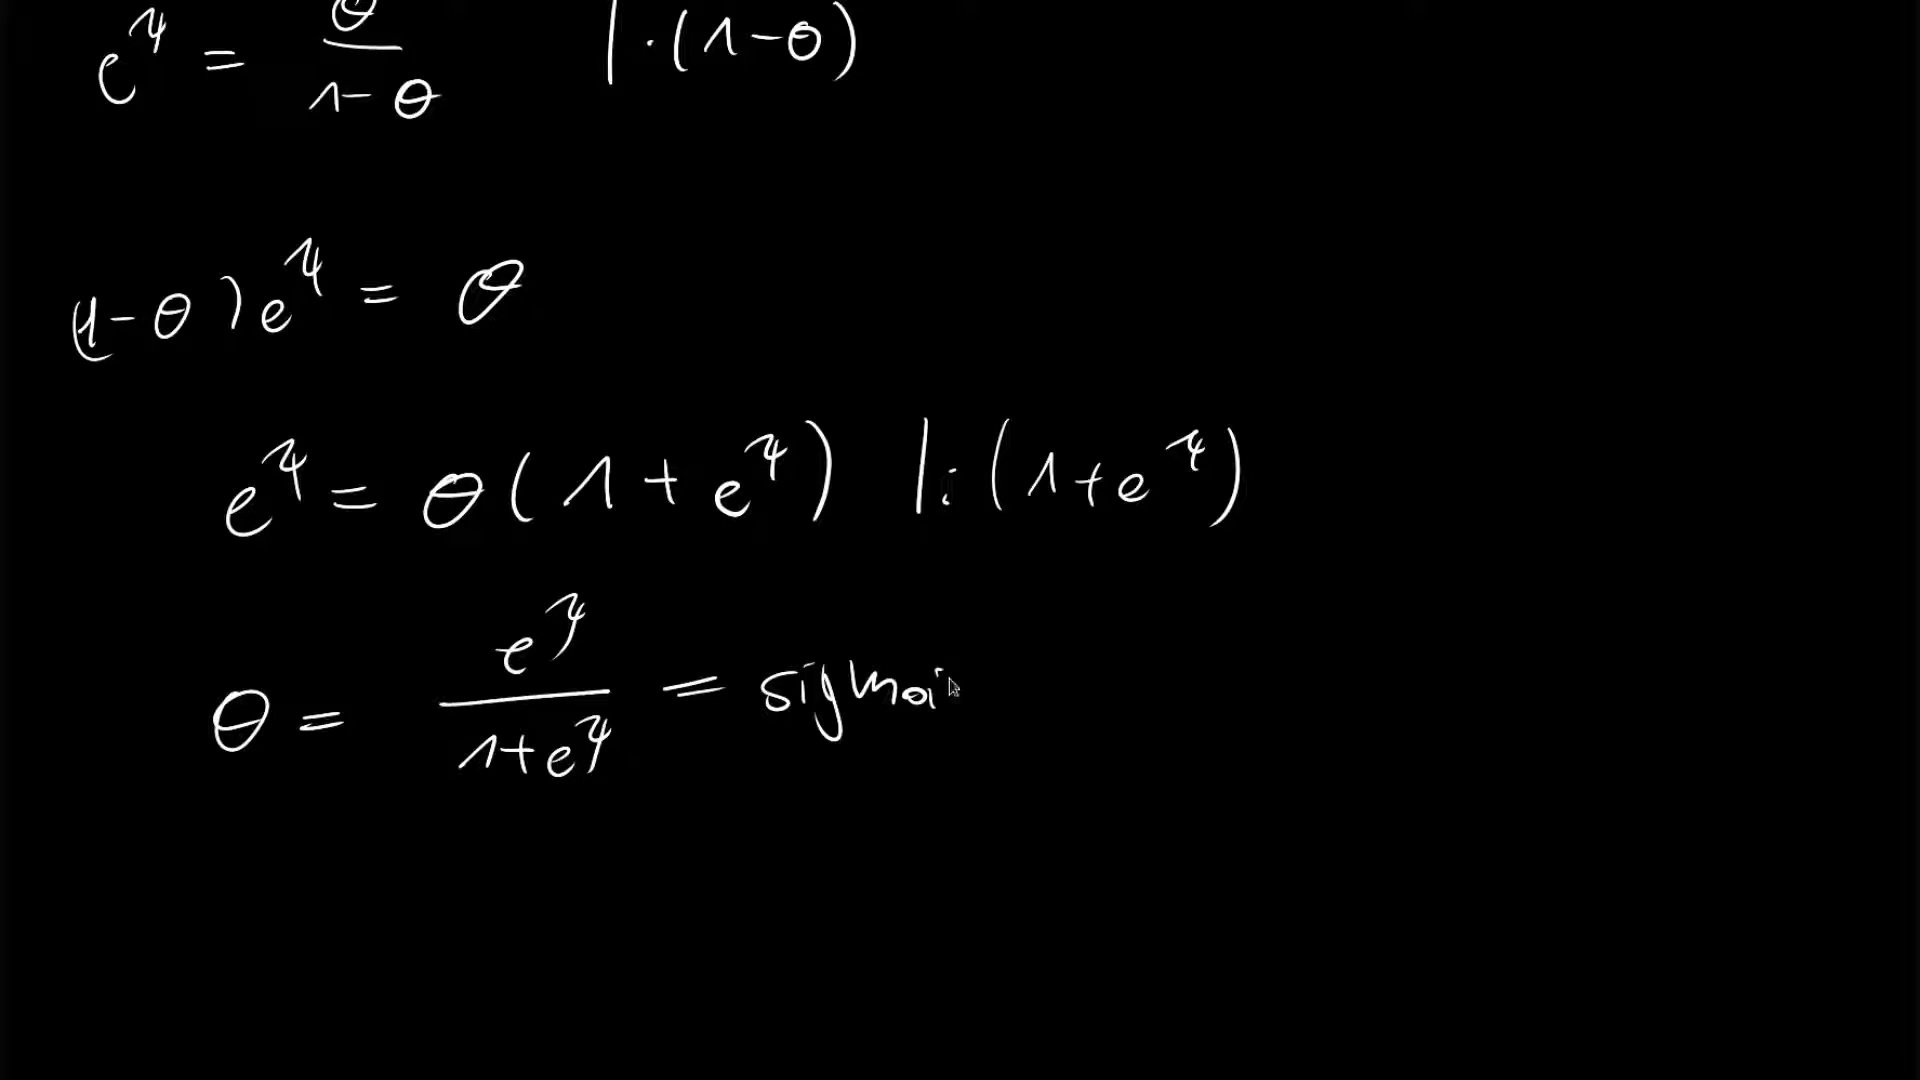 e^ψ = θ/(1-θ) | · (1-θ)
(1-θ)e^ψ = θ
e^ψ = θ(1+e^ψ) | : (1+e^ψ)
θ = e^ψ/(1+e^ψ) = sigmoi